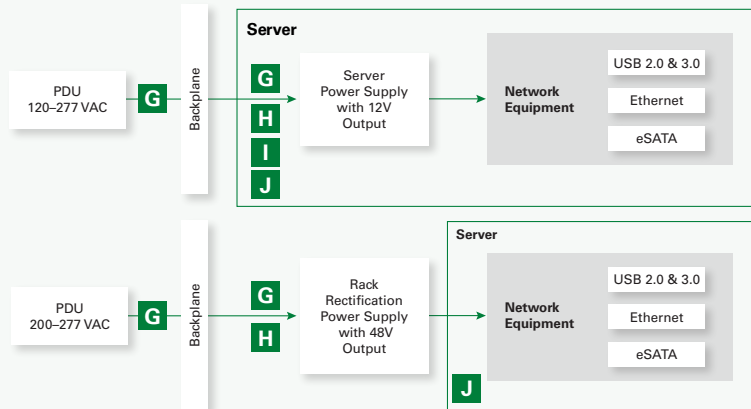 Server
PDU
120–277 VAC
G
Backplane
G
H
I
J
Server
Power Supply
with 12V
Output
Network
Equipment
USB 2.0 & 3.0
Ethernet
eSATA
PDU
200–277 VAC
G
Backplane
G
H
Rack
Rectification
Power Supply
with 48V
Output
Server
J
Network
Equipment
USB 2.0 & 3.0
Ethernet
eSATA